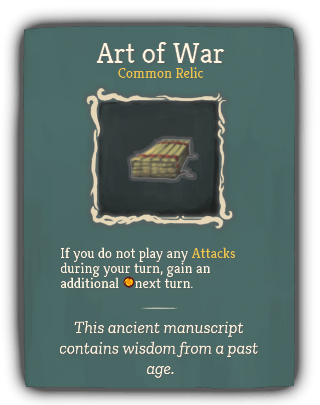 Art of War
Common Relic
If you do not play any Attacks
during your turn, gain an
additional next turn.
This ancient manuscript
contains wisdom from a past
age.